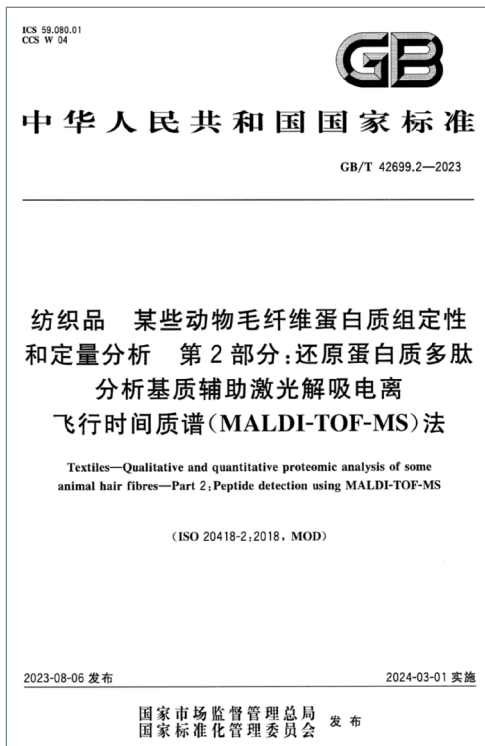 ICS 59.080.01
CCS W 04
GB
中华人民共和国国家标准
GB/T 42699.2—2023
纺织品　某些动物毛纤维蛋白质组定性
和定量分析　第2部分:还原蛋白质多肽
分析基质辅助激光解吸电离
飞行时间质谱(MALDI-TOF-MS)法
Textiles—Qualitative and quantitative proteomic analysis of some
animal hair fibres—Part 2:Peptide detection using MALDI-TOF-MS
(ISO 20418-2:2018, MOD)
2023-08-06 发布 2024-03-01 实施
国家市场监督管理总局
国家标准化管理委员会 发布